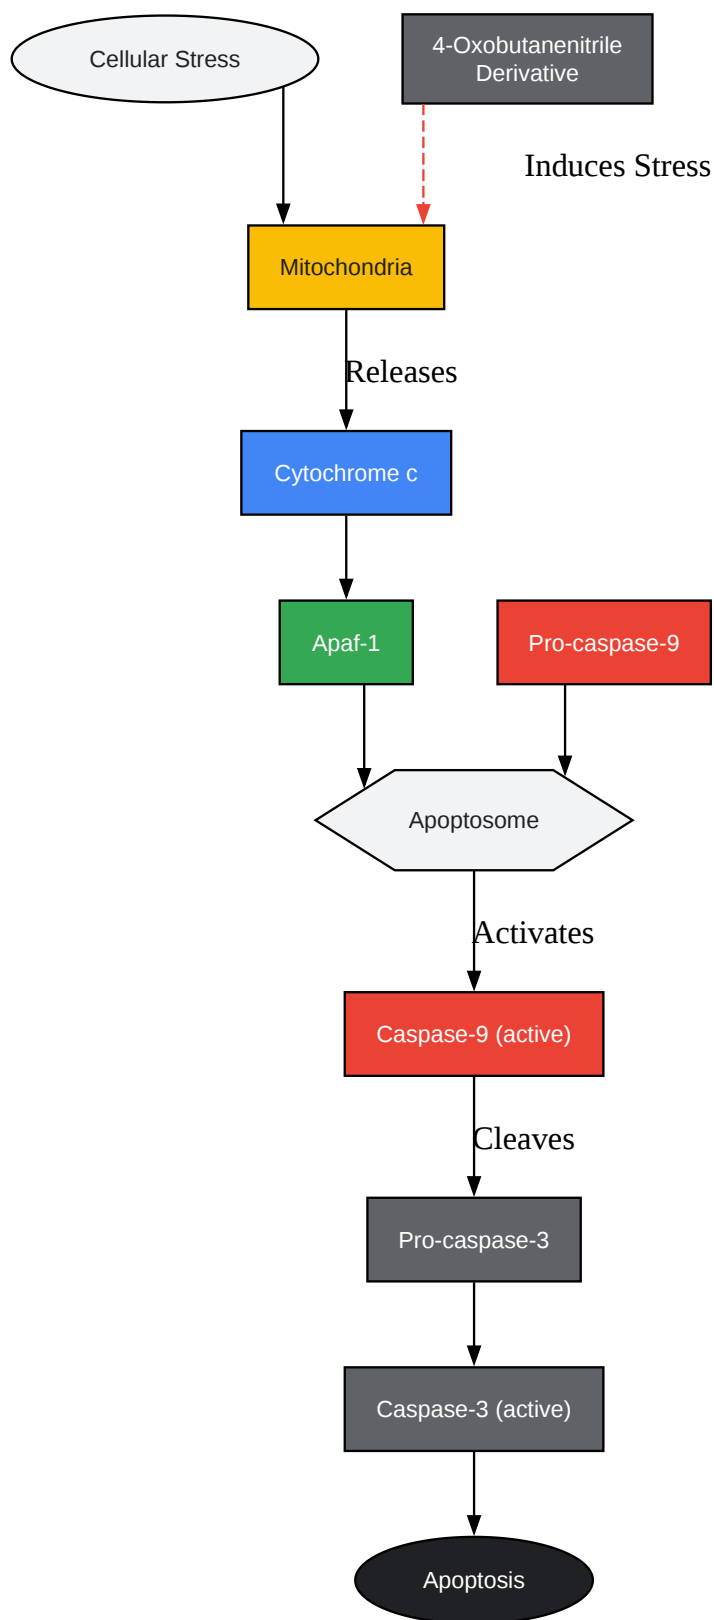 Cellular Stress
4-Oxobutanenitrile
Derivative
Induces Stress
Mitochondria
Releases
Cytochrome c
Apaf-1
Pro-caspase-9
Apoptosome
Activates
Caspase-9 (active)
Cleaves
Pro-caspase-3
Caspase-3 (active)
Apoptosis